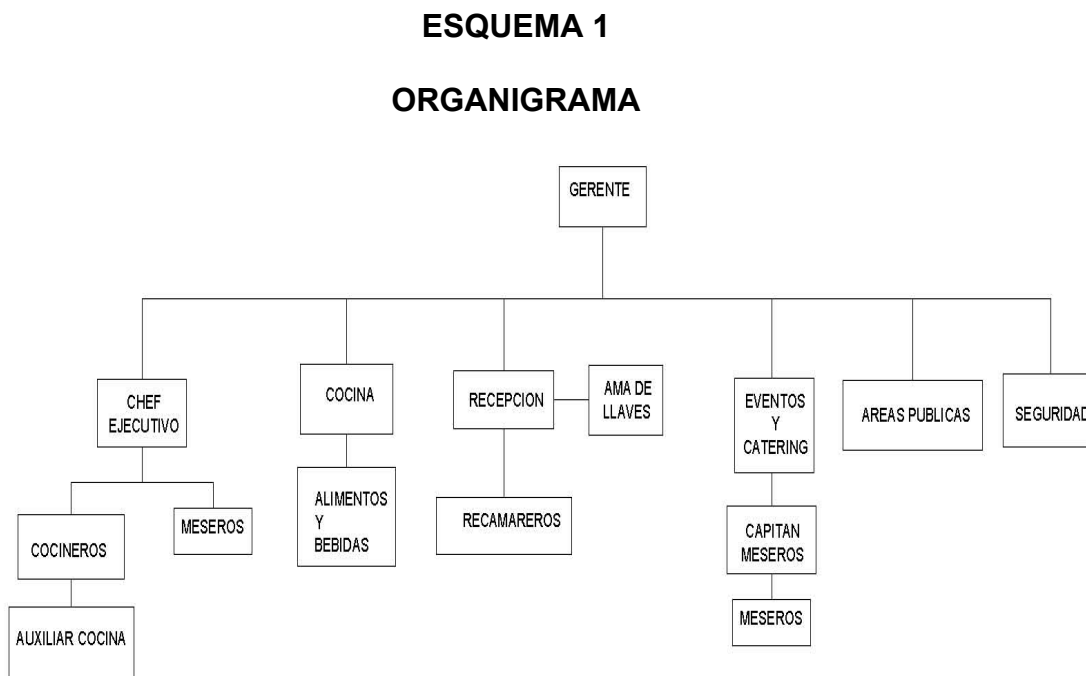 ESQUEMA 1
ORGANIGRAMA
GERENTE
CHEF
EJECUTIVO
COCINA
RECEPCION
AMA DE
LLAVES
EVENTOS
Y
CATERING
AREAS PUBLICAS
SEGURIDAD
COCINEROS
MESEROS
ALIMENTOS
Y
BEBIDAS
RECAMAREROS
CAPITAN
MESEROS
AUXILIAR COCINA
MESEROS